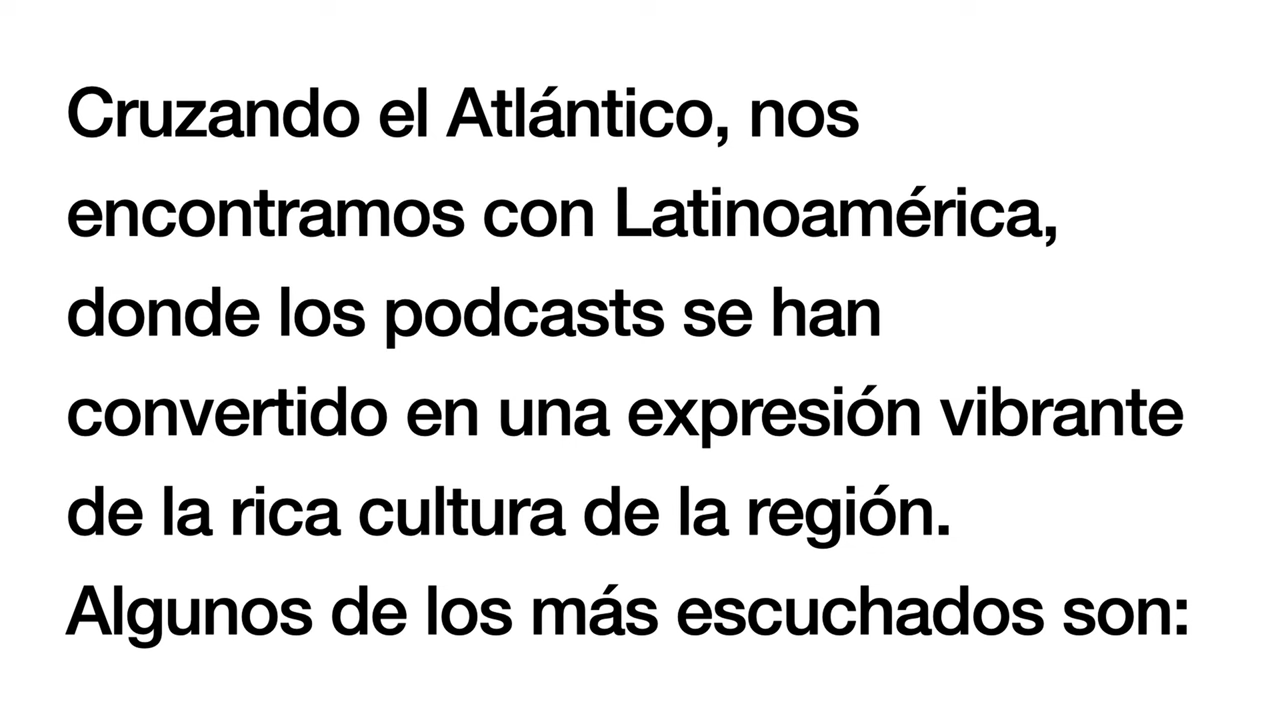 Cruzando el Atlántico, nos
encontramos con Latinoamérica,
donde los podcasts se han
convertido en una expresión vibrante
de la rica cultura de la región.
Algunos de los más escuchados son: